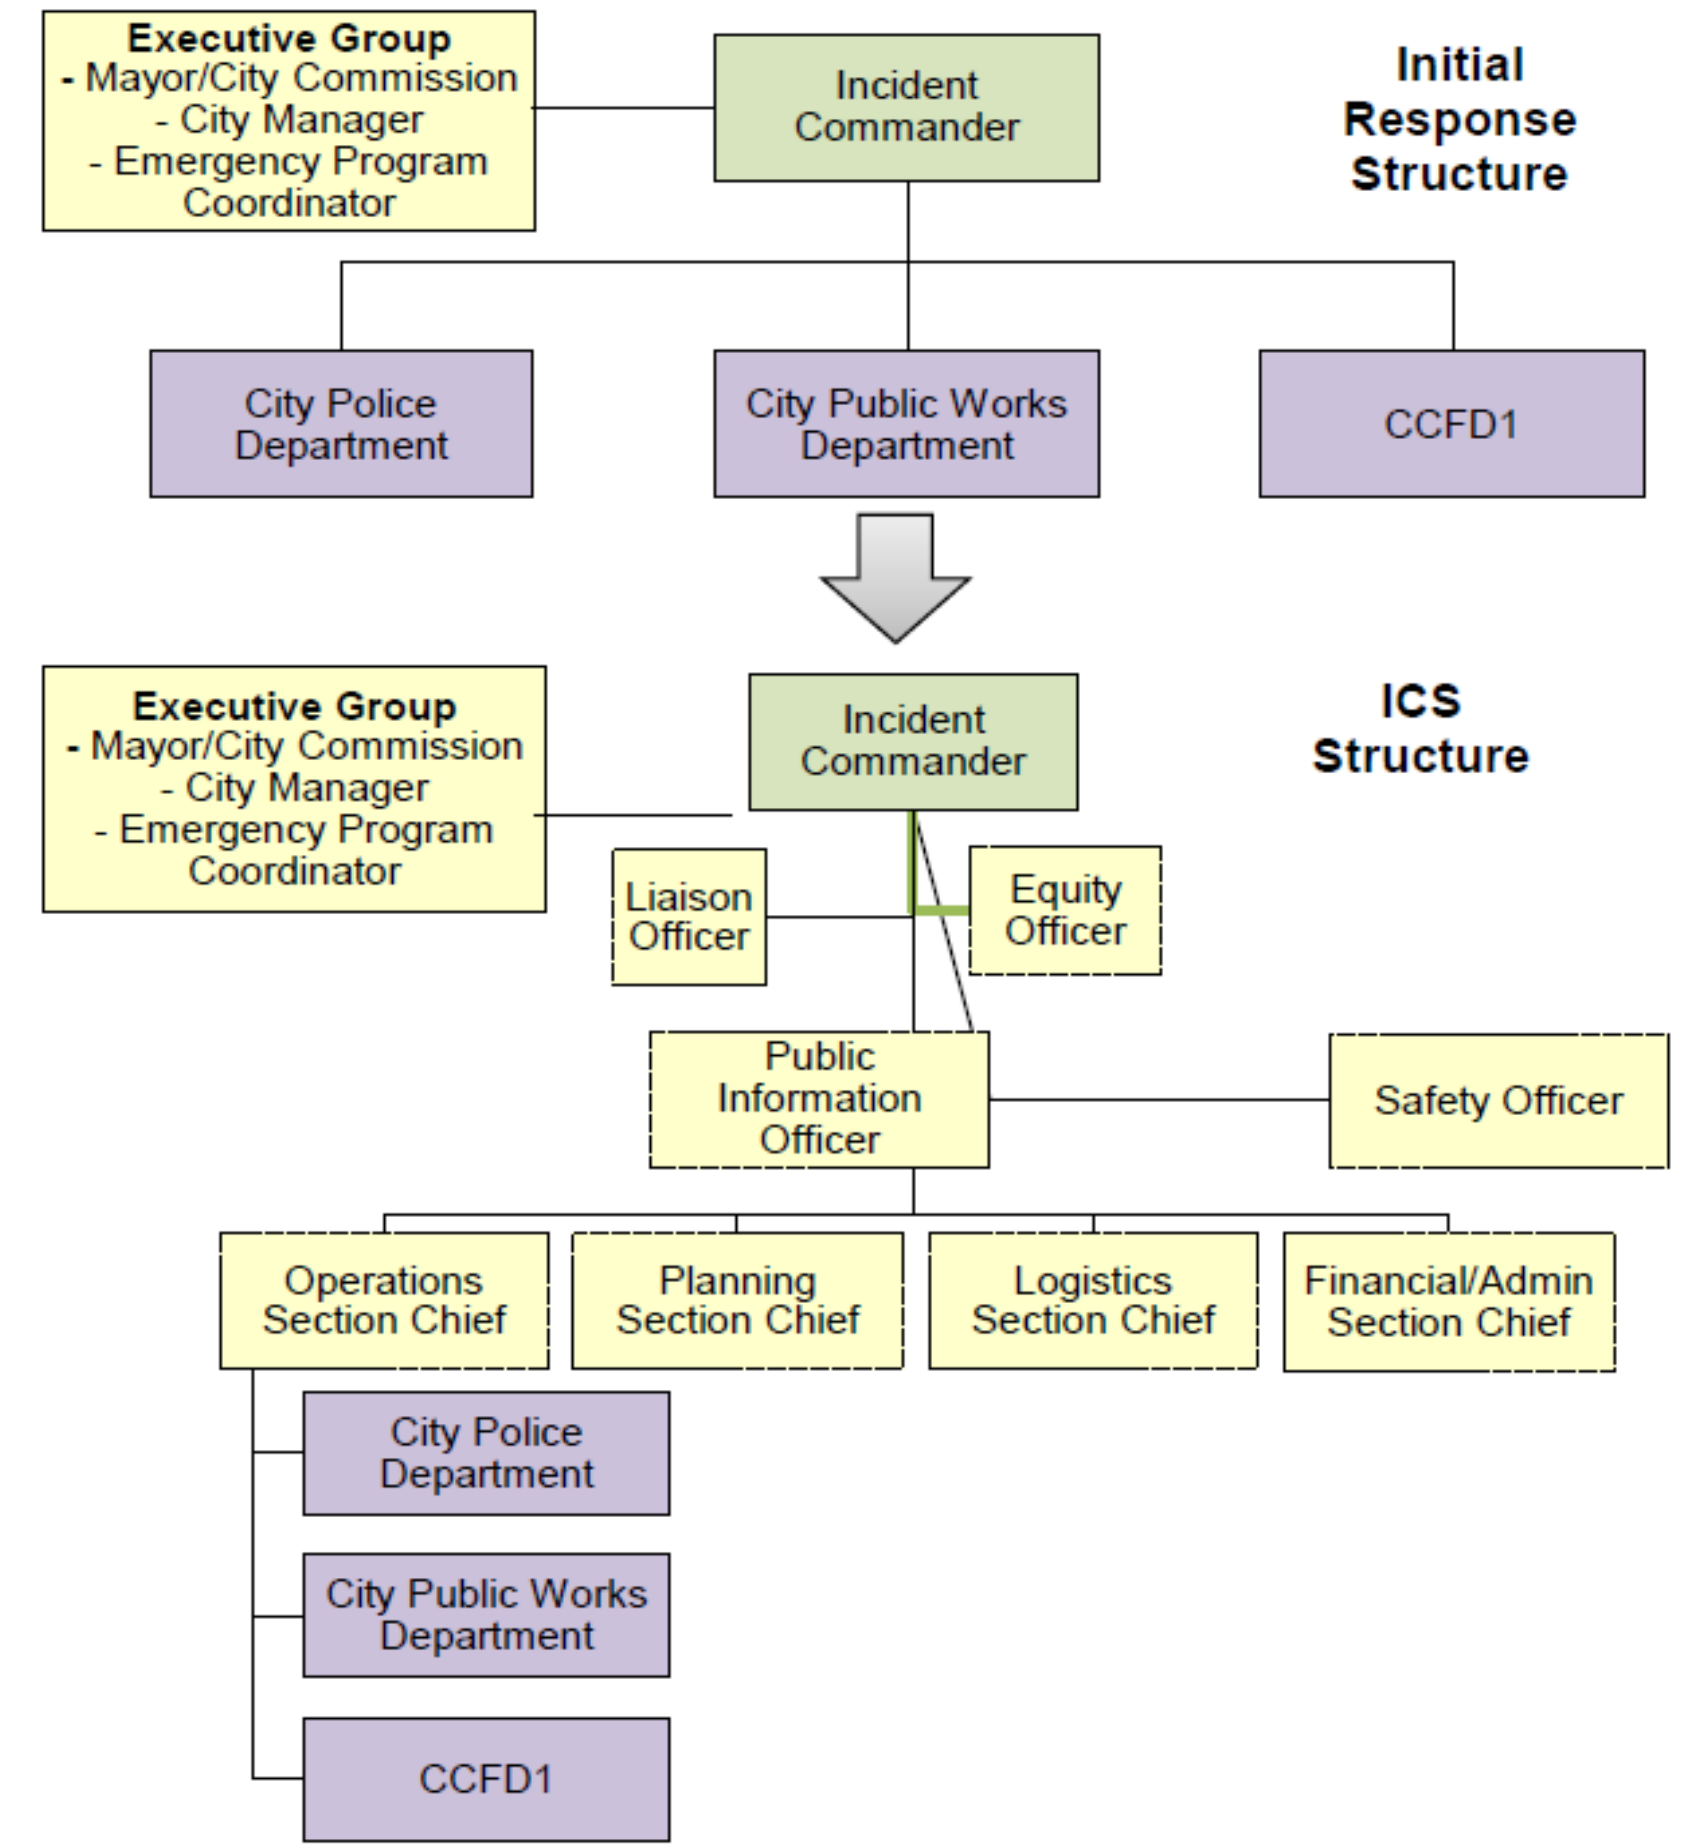 Executive Group
- Mayor/City Commission
- City Manager
- Emergency Program
Coordinator
Incident
Commander
Initial
Response
Structure
City Police
Department
City Public Works
Department
CCFD1
Executive Group
- Mayor/City Commission
- City Manager
- Emergency Program
Coordinator
Incident
Commander
ICS
Structure
Liaison
Officer
Equity
Officer
Public
Information
Officer
Safety Officer
Operations
Section Chief
Planning
Section Chief
Logistics
Section Chief
Financial/Admin
Section Chief
City Police
Department
City Public Works
Department
CCFD1